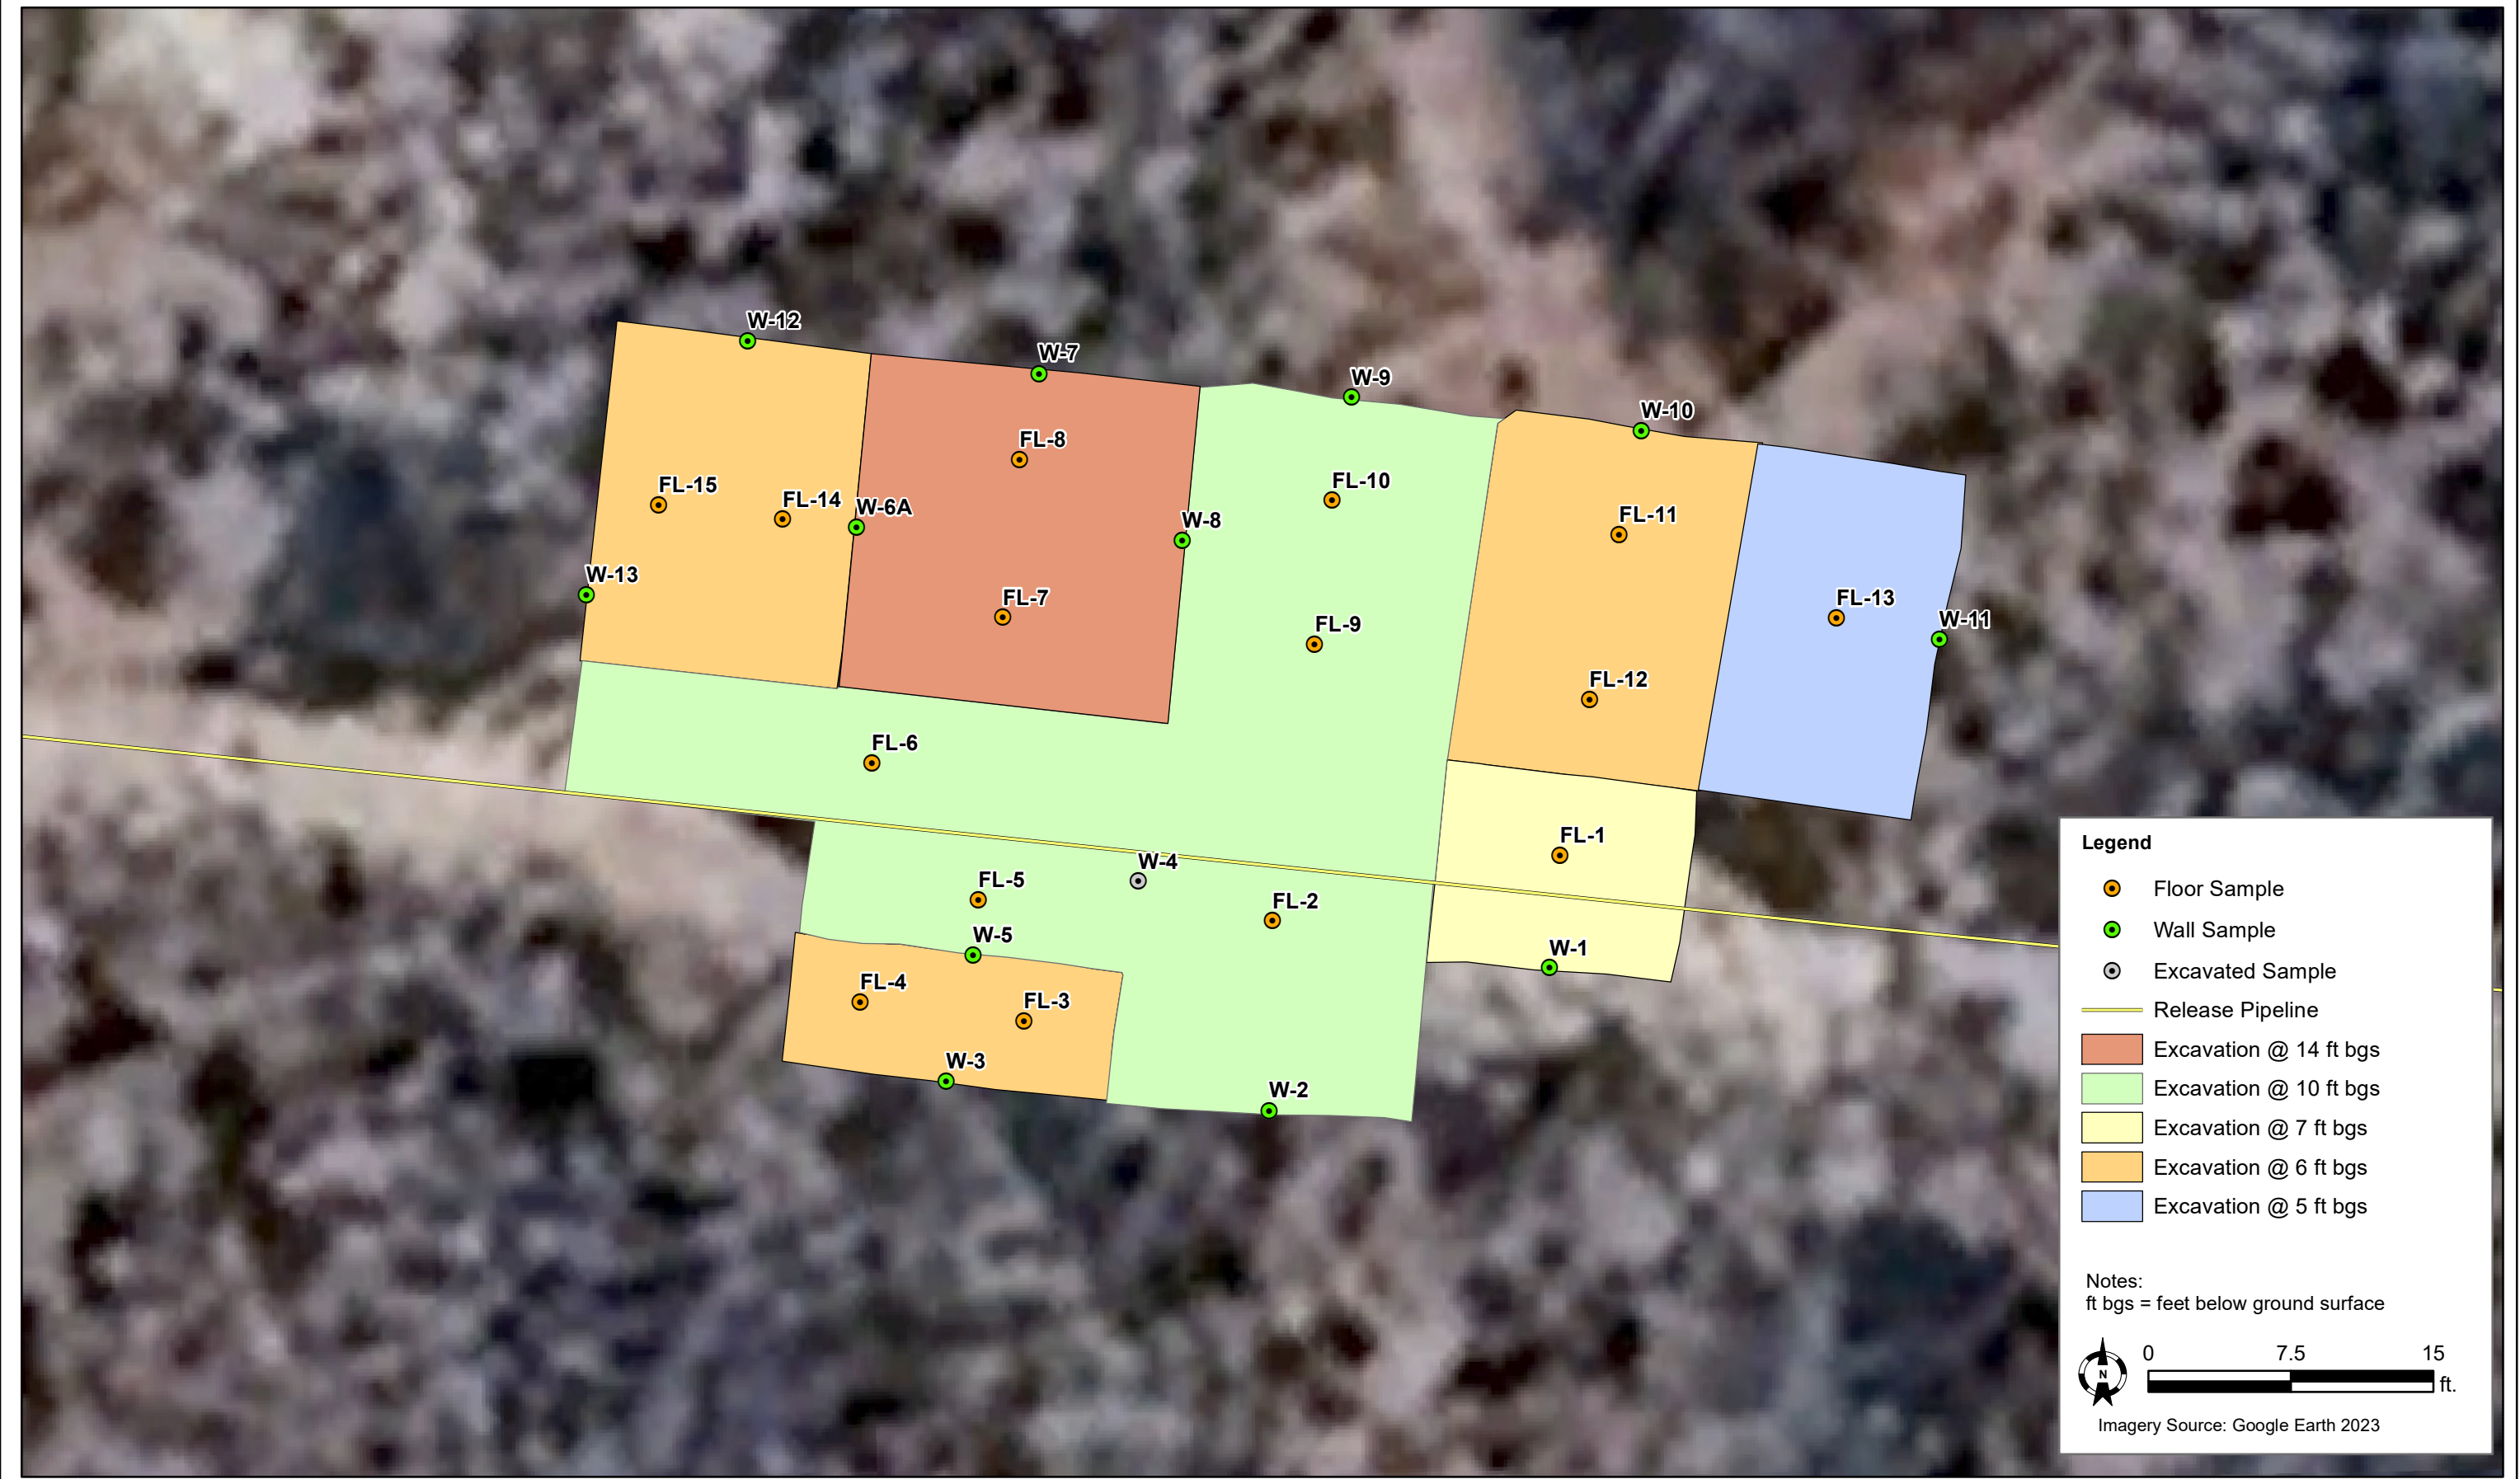 W-12
W-7
W-9
W-10
FL-8
FL-10
FL-15
FL-14
W-6A
W-8
FL-11
W-13
FL-7
FL-9
FL-13
W-11
FL-12
FL-6
FL-1
W-4
FL-5
FL-2
W-5
W-1
FL-4
FL-3
W-3
W-2
Legend
Floor Sample
Wall Sample
Excavated Sample
Release Pipeline
Excavation @ 14 ft bgs
Excavation @ 10 ft bgs
Excavation @ 7 ft bgs
Excavation @ 6 ft bgs
Excavation @ 5 ft bgs
Notes:
ft bgs = feet below ground surface
0 7.5 15
N
ft.
Imagery Source: Google Earth 2023